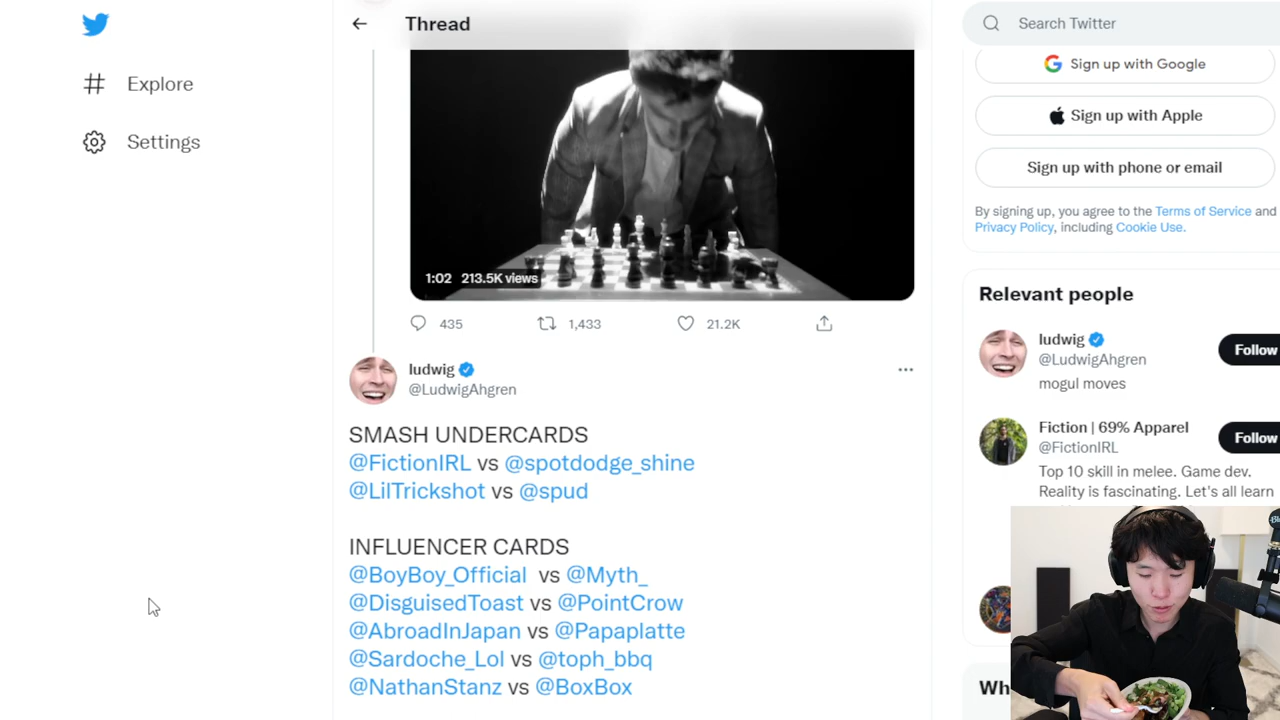 Thread
Search Twitter
Explore
Settings
1:02 213.5K views
435 1,433 21.2K
ludwig
@LudwigAhgren
SMASH UNDERCARDS
@FictionIRL vs @spotdodge_shine
@LilTrickshot vs @spud
INFLUENCER CARDS
@BoyBoy_Official vs @Myth_
@DisguisedToast vs @PointCrow
@AbroadInJapan vs @Papaplatte
@Sardoche_Lol vs @toph_bbq
@NathanStanz vs @BoxBox
Sign up with Google
Sign up with Apple
Sign up with phone or email
By signing up, you agree to the Terms of Service and
Privacy Policy, including Cookie Use.
Relevant people
ludwig
@LudwigAhgren
Follow
mogul moves
Fiction | 69% Apparel
@FictionIRL
Follow
Top 10 skill in melee. Game dev.
Reality is fascinating. Let's all learn
Wh